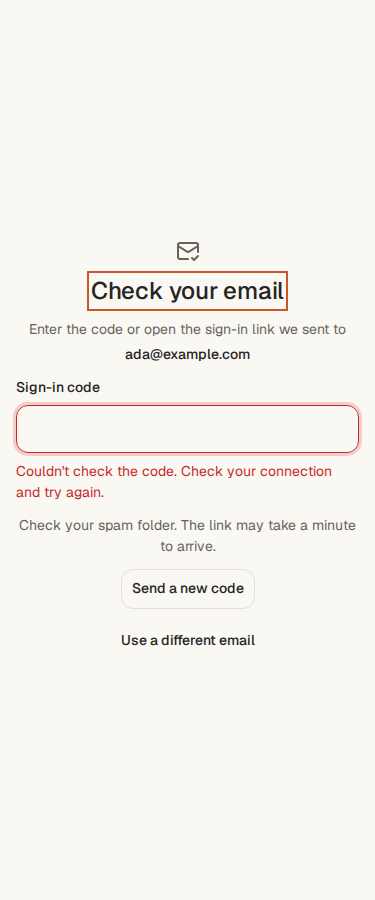 Check your email
Enter the code or open the sign-in link we sent to
ada@example.com
Sign-in code
Couldn't check the code. Check your connection
and try again.
Check your spam folder. The link may take a minute
to arrive.
Send a new code
Use a different email